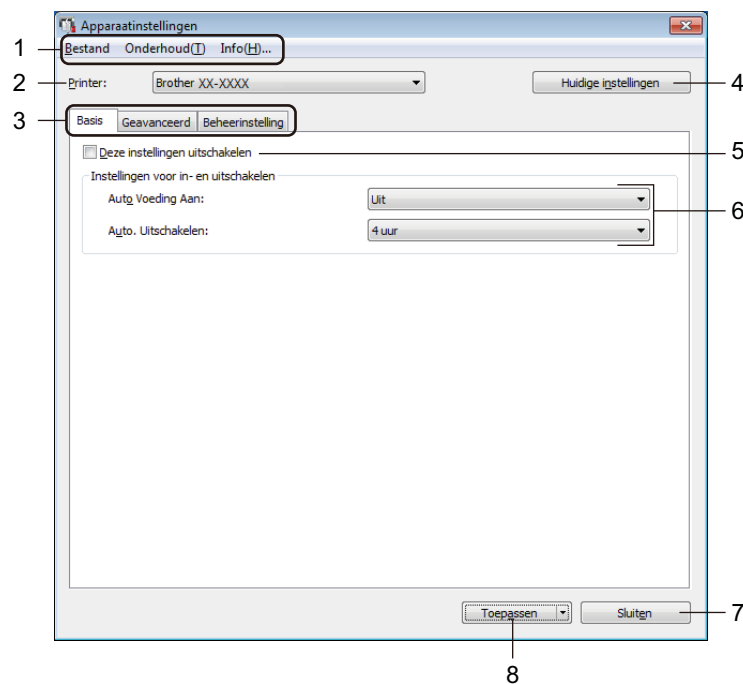 Apparaatinstellingen
1 Bestand Onderhoud(T) Info(H)...
2 Printer: Brother XX-XXXX Huidige instellingen 4
3 Basis Geavanceerd Beheerinstelling
Deze instellingen uitschakelen 5
Instellingen voor in- en uitschakelen
Auto Voeding Aan: Uit 6
Auto. Uitschakelen: 4 uur
Toepassen Sluiten 7
8